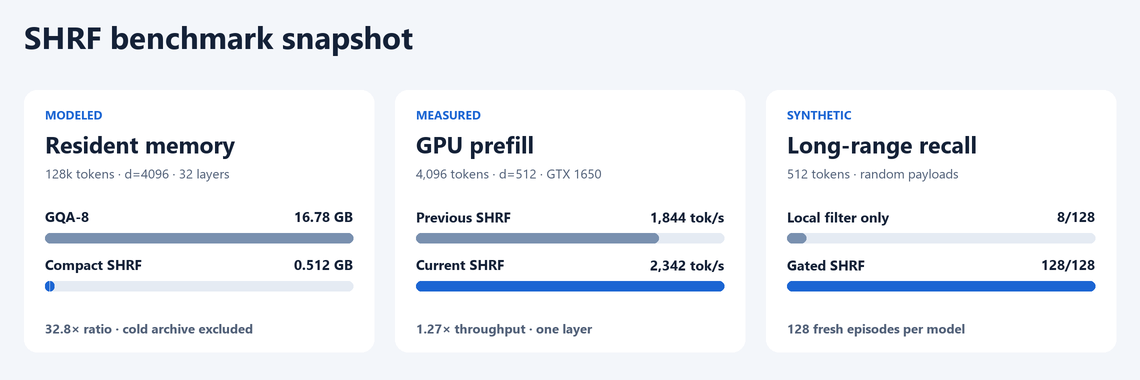 SHRF benchmark snapshot
MODELED
Resident memory
128k tokens · d=4096 · 32 layers
GQA-8 16.78 GB
Compact SHRF 0.512 GB
32.8× ratio · cold archive excluded
MEASURED
GPU prefill
4,096 tokens · d=512 · GTX 1650
Previous SHRF 1,844 tok/s
Current SHRF 2,342 tok/s
1.27× throughput · one layer
SYNTHETIC
Long-range recall
512 tokens · random payloads
Local filter only 8/128
Gated SHRF 128/128
128 fresh episodes per model